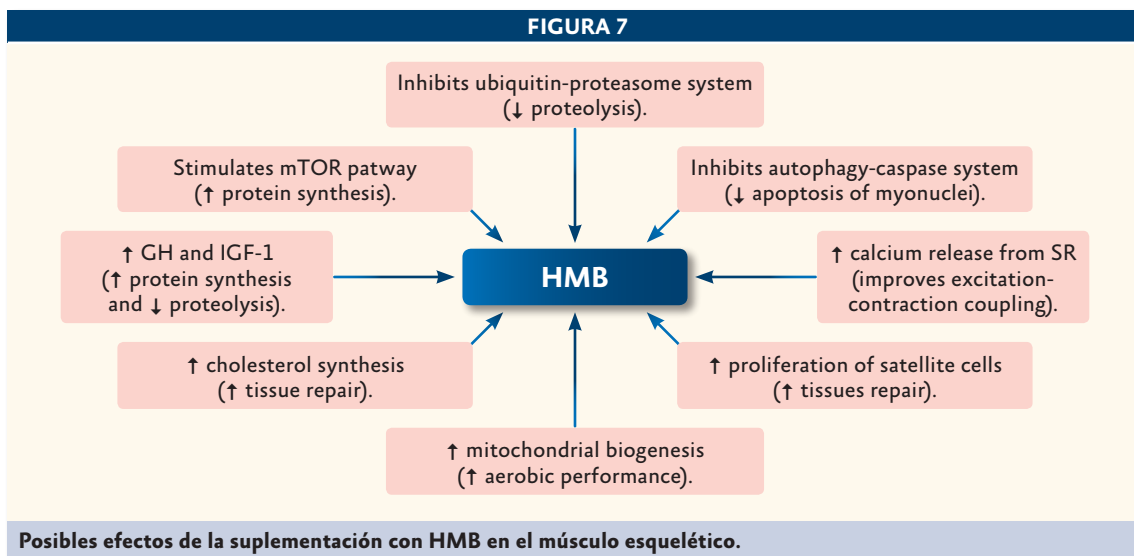 FIGURA 7
Inhibits ubiquitin-proteasome system
(↓ proteolysis).
Stimulates mTOR patway
(↑ protein synthesis).
Inhibits autophagy-caspase system
(↓ apoptosis of myonuclei).
↑ GH and IGF-1
(↑ protein synthesis
and ↓ proteolysis).
HMB
↑ calcium release from SR
(improves excitation-
contraction coupling).
↑ cholesterol synthesis
(↑ tissue repair).
↑ proliferation of satellite cells
(↑ tissues repair).
↑ mitochondrial biogenesis
(↑ aerobic performance).
Posibles efectos de la suplementación con HMB en el músculo esquelético.